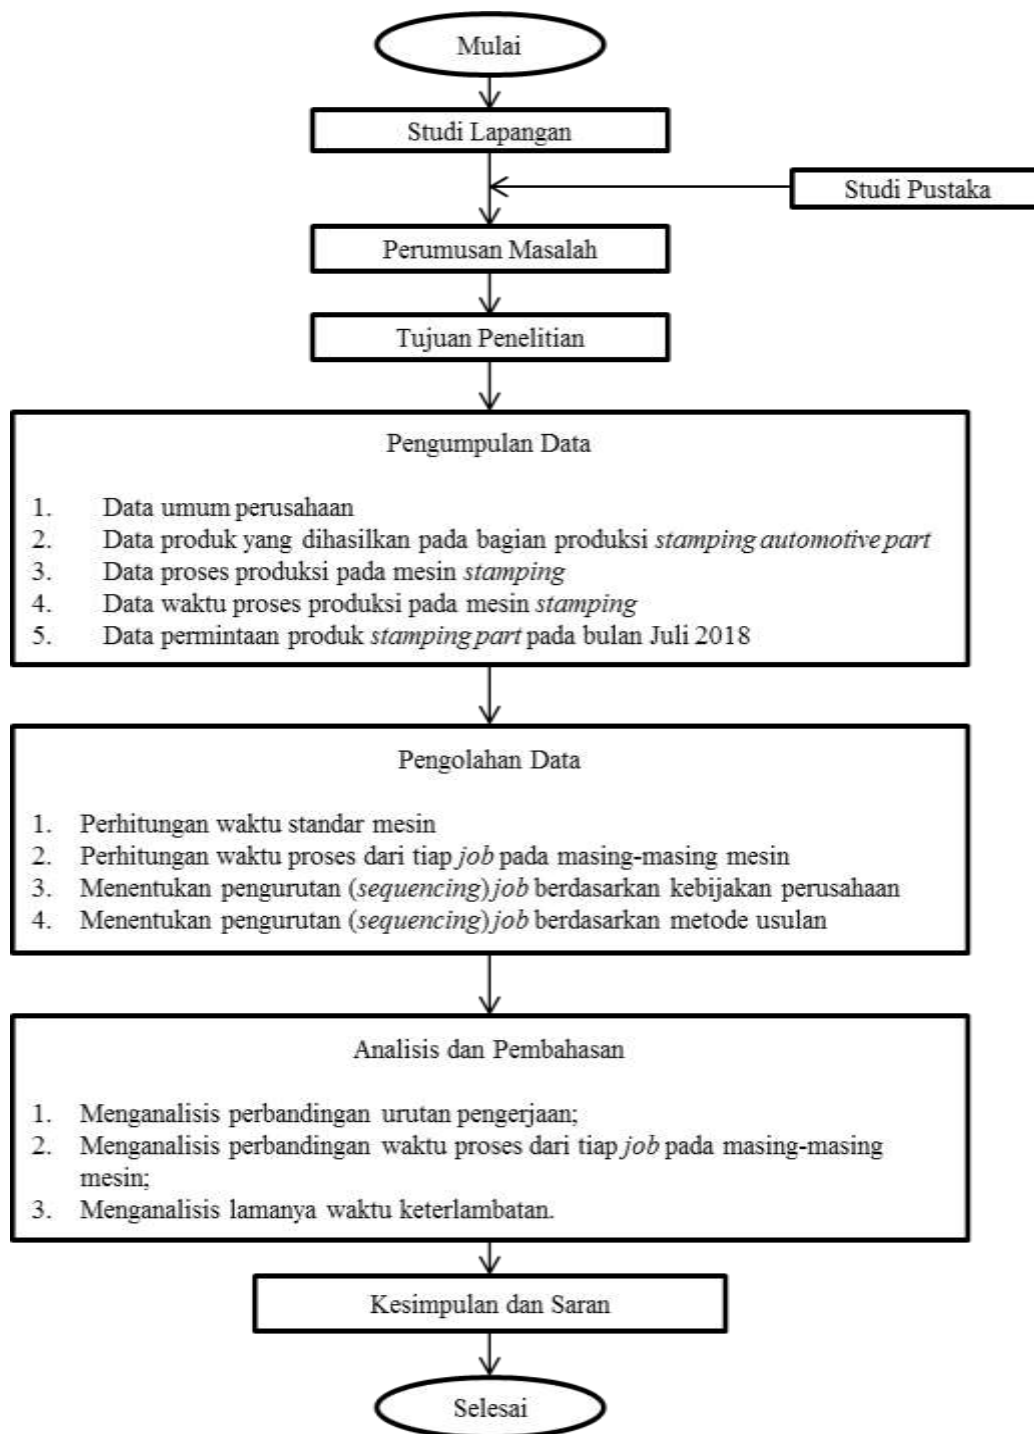 Mulai
Studi Lapangan
Studi Pustaka
Perumusan Masalah
Tujuan Penelitian
Pengumpulan Data
1. Data umum perusahaan
2. Data produk yang dihasilkan pada bagian produksi stamping automotive part
3. Data proses produksi pada mesin stamping
4. Data waktu proses produksi pada mesin stamping
5. Data permintaan produk stamping part pada bulan Juli 2018
Pengolahan Data
1. Perhitungan waktu standar mesin
2. Perhitungan waktu proses dari tiap job pada masing-masing mesin
3. Menentukan pengurutan (sequencing) job berdasarkan kebijakan perusahaan
4. Menentukan pengurutan (sequencing) job berdasarkan metode usulan
Analisis dan Pembahasan
1. Menganalisis perbandingan urutan pengerjaan;
2. Menganalisis perbandingan waktu proses dari tiap job pada masing-masing
mesin;
3. Menganalisis lamanya waktu keterlambatan.
Kesimpulan dan Saran
Selesai